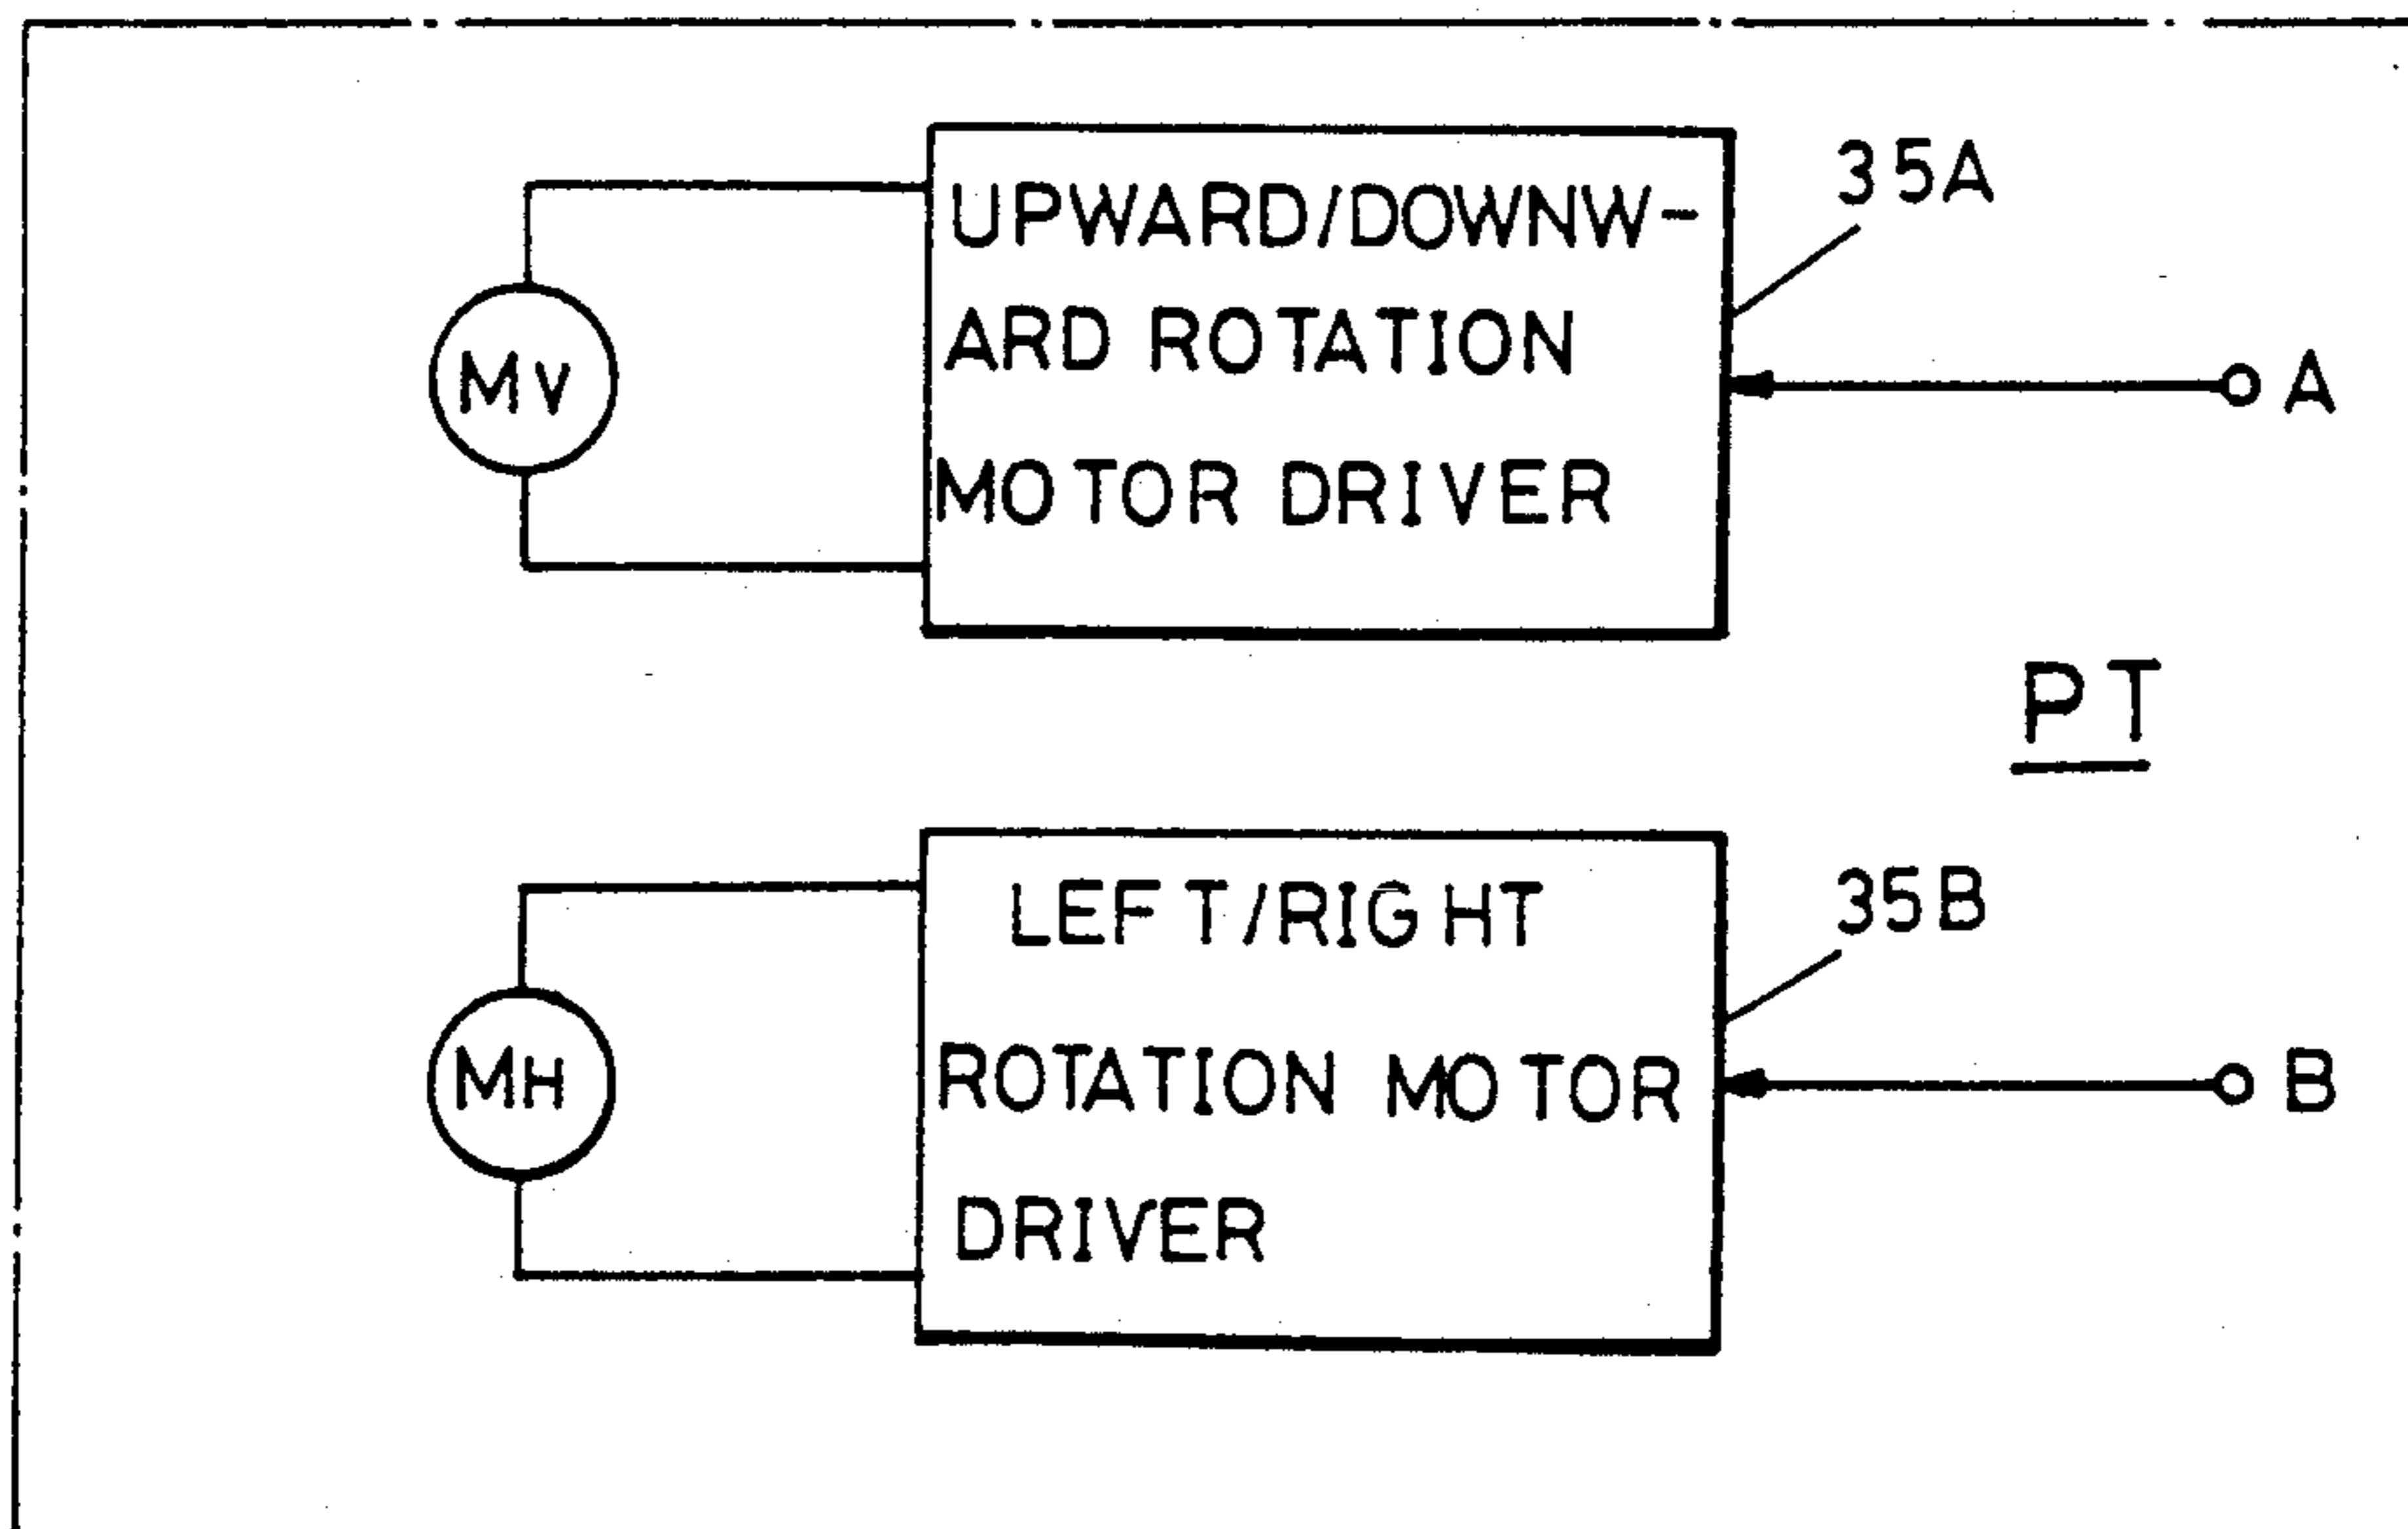 35A
UPWARD/DOWNW-
ARD ROTATION
MOTOR DRIVER
MV
A
PT
35B
LEFT/RIGHT
ROTATION MOTOR
DRIVER
MH
B